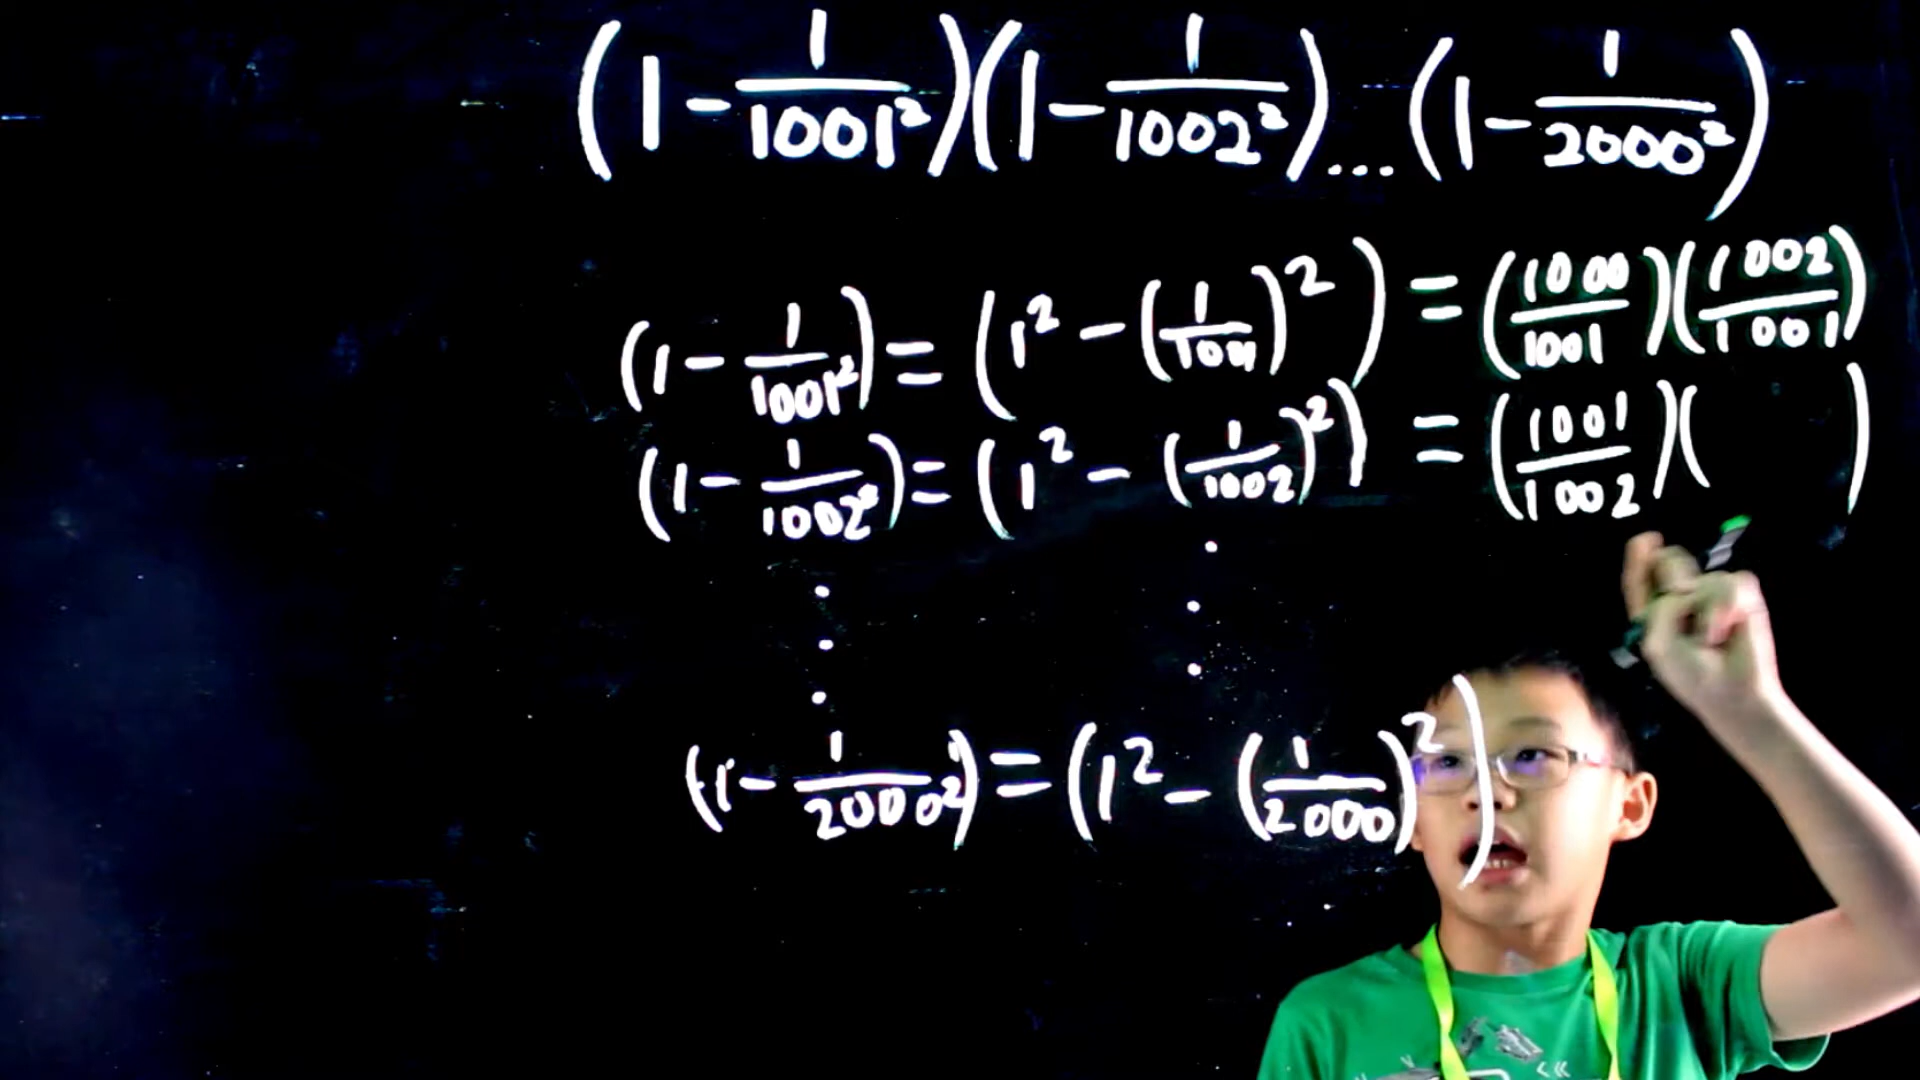 (1 - 1/1001²)(1 - 1/1002²)...(1 - 1/2000²)
(1 - 1/1001²) = (1² - (1/1001)²) = (1000/1001)(1002/1001)
(1 - 1/1002²) = (1² - (1/1002)²) = (1001/1002)( )
(1 - 1/2000²) = (1² - (1/2000)²)